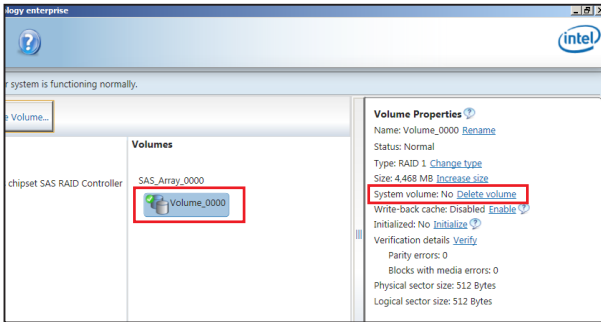 ology enterprise
intel
r system is functioning normally.
e Volume...
Volumes
chipset SAS RAID Controller
SAS_Array_0000
Volume_0000
Volume Properties
Name: Volume_0000 Rename
Status: Normal
Type: RAID 1 Change type
Size: 4,468 MB Increase size
System volume: No Delete volume
Write-back cache: Disabled Enable
Initialized: No Initialize
Verification details Verify
Parity errors: 0
Blocks with media errors: 0
Physical sector size: 512 Bytes
Logical sector size: 512 Bytes